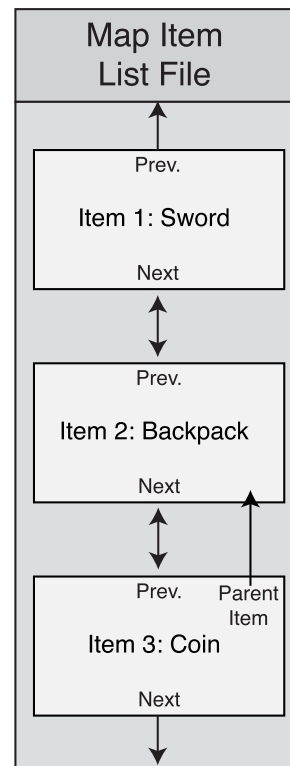 Map Item
List File
Prev.
Item 1: Sword
Next
Prev.
Item 2: Backpack
Next
Prev.
Parent
Item
Item 3: Coin
Next